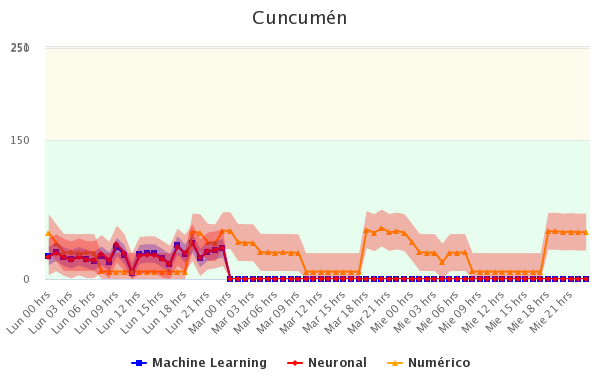 Cuncumén
250
150
0
Lun 00 hrs
Lun 03 hrs
Lun 06 hrs
Lun 09 hrs
Lun 12 hrs
Lun 15 hrs
Lun 18 hrs
Lun 21 hrs
Mar 00 hrs
Mar 03 hrs
Mar 06 hrs
Mar 09 hrs
Mar 12 hrs
Mar 15 hrs
Mar 18 hrs
Mar 21 hrs
Mie 00 hrs
Mie 03 hrs
Mie 06 hrs
Mie 09 hrs
Mie 12 hrs
Mie 15 hrs
Mie 18 hrs
Mie 21 hrs
Machine Learning Neuronal Numérico